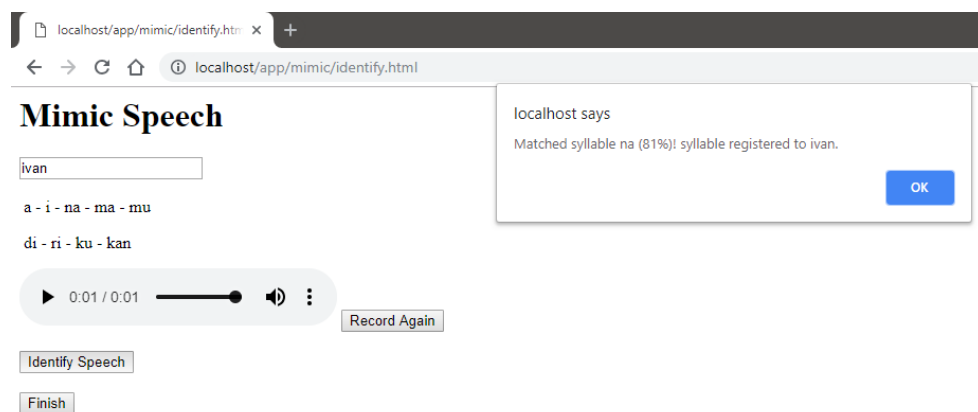 localhost/app/mimic/identify.htm
localhost/app/mimic/identify.html
localhost says
Matched syllable na (81%)! syllable registered to ivan.
OK
Mimic Speech
ivan
a - i - na - ma - mu
di - ri - ku - kan
0:01 / 0:01
Record Again
Identify Speech
Finish